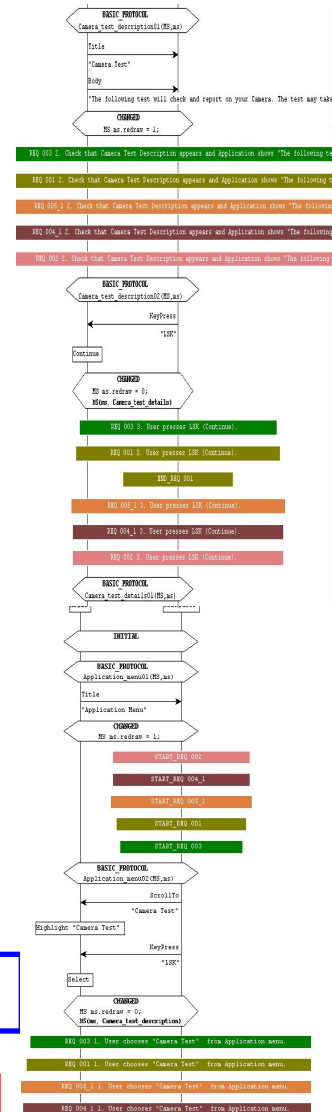 BASIC_PROTOCOL
Camera_test_description01(MS,ms)
Title
"Camera Test"
Body
"The following test will check and report on your Camera. The test may take
CHANGED
MS ms.redraw = 1;
REQ 003 2. Check that Camera Test Description appears and Application shows "The following te
REQ 001 2. Check that Camera Test Description appears and Application shows "The following t
REQ 005_1 2. Check that Camera Test Description appears and Application shows "The following
REQ 004_1 2. Check that Camera Test Description appears and Application shows "The following
REQ 002 2. Check that Camera Test Description appears and Application shows "The following
BASIC_PROTOCOL
Camera_test_description02(MS,ms)
KeyPress
"LSK"
Continue
CHANGED
MS ms.redraw = 0;
NS(ms, Camera_test_details)
REQ 003 3. User presses LSK (Continue).
REQ 001 3. User presses LSK (Continue).
END_REQ 001
REQ 005_1 3. User presses LSK (Continue).
REQ 004_1 3. User presses LSK (Continue).
REQ 002 3. User presses LSK (Continue).
BASIC_PROTOCOL
Camera_test_details01(MS,ms)
INITIAL
BASIC_PROTOCOL
Application_menu01(MS,ms)
Title
"Application Menu"
CHANGED
MS ms.redraw = 1;
START_REQ 002
START_REQ 004_1
START_REQ 005_1
START_REQ 001
START_REQ 003
BASIC_PROTOCOL
Application_menu02(MS,ms)
ScrollTo
"Camera Test"
Highlight "Camera Test"
KeyPress
"LSK"
Select
CHANGED
MS ms.redraw = 0;
NS(ms, Camera_test_description)
REQ 003 1. User chooses "Camera Test" from Application menu.
REQ 001 1. User chooses "Camera Test" from Application menu.
REQ 005_1 1. User chooses "Camera Test" from Application menu.
REQ 004_1 1. User chooses "Camera Test" from Application menu.